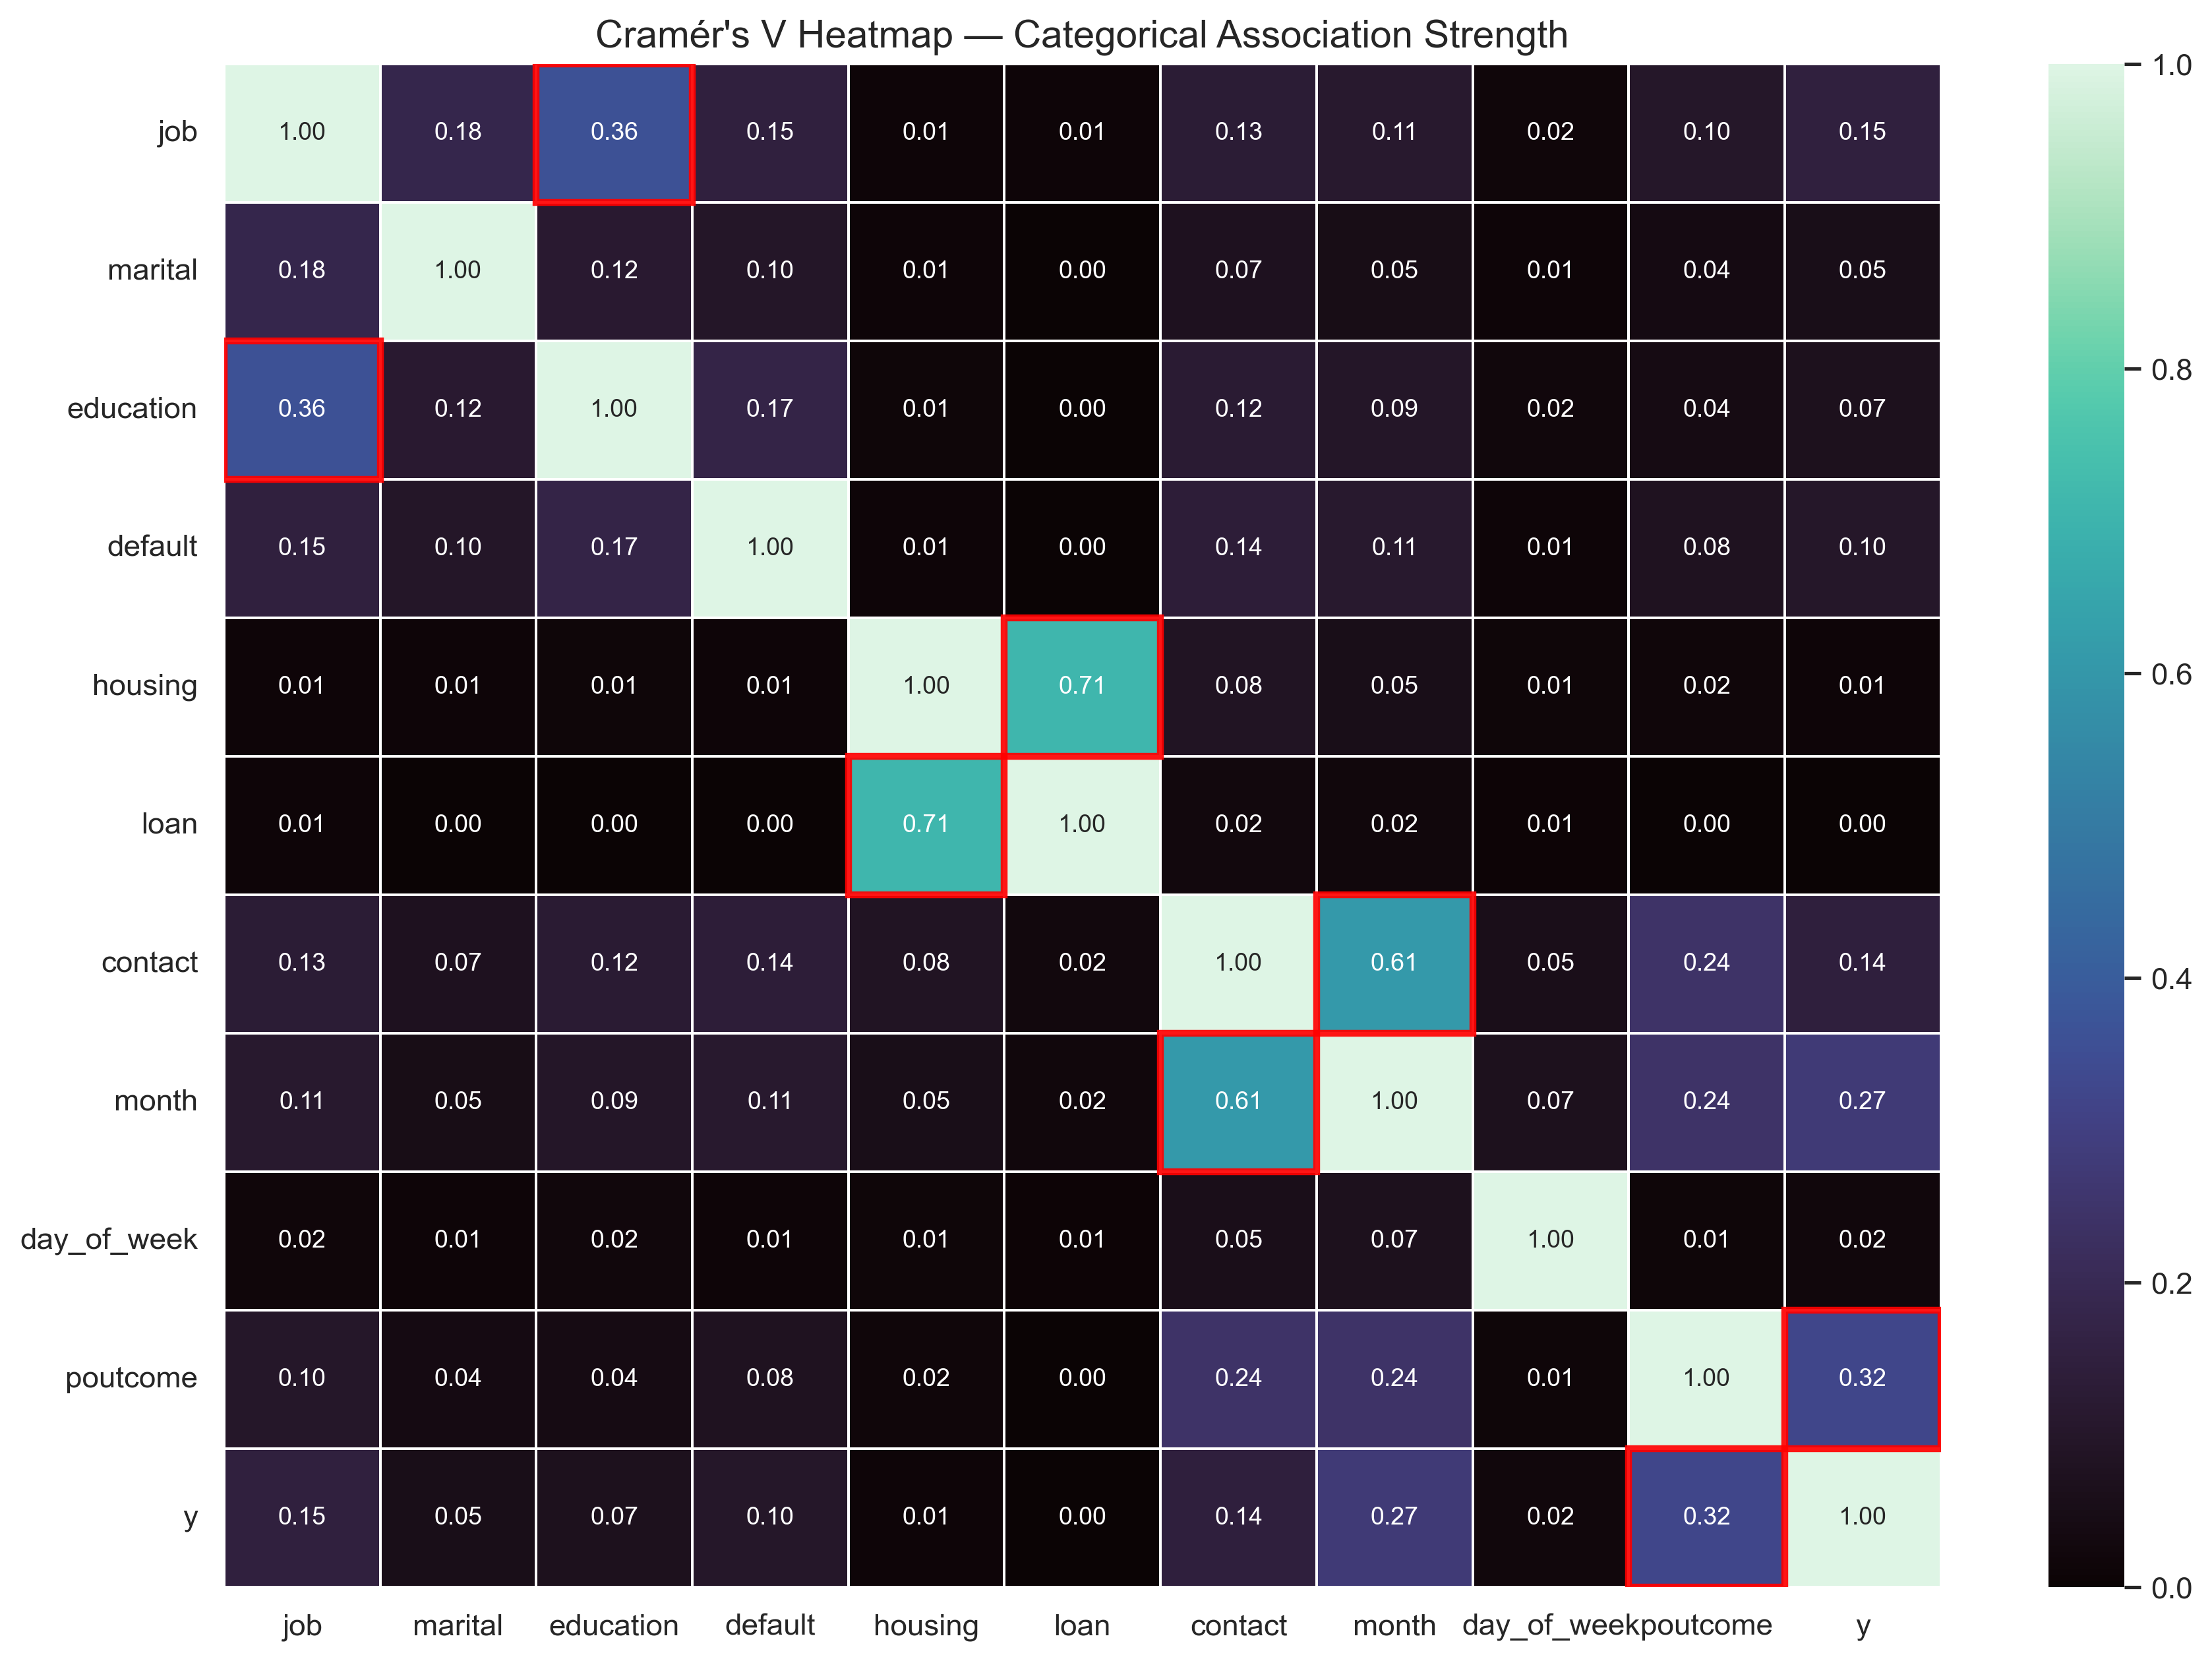 Cramér's V Heatmap — Categorical Association Strength
job 1.00 0.18 0.36 0.15 0.01 0.01 0.13 0.11 0.02 0.10 0.15
marital 0.18 1.00 0.12 0.10 0.01 0.00 0.07 0.05 0.01 0.04 0.05
education 0.36 0.12 1.00 0.17 0.01 0.00 0.12 0.09 0.02 0.04 0.07
default 0.15 0.10 0.17 1.00 0.01 0.00 0.14 0.11 0.01 0.08 0.10
housing 0.01 0.01 0.01 0.01 1.00 0.71 0.08 0.05 0.01 0.02 0.01
loan 0.01 0.00 0.00 0.00 0.71 1.00 0.02 0.02 0.01 0.00 0.00
contact 0.13 0.07 0.12 0.14 0.08 0.02 1.00 0.61 0.05 0.24 0.14
month 0.11 0.05 0.09 0.11 0.05 0.02 0.61 1.00 0.07 0.24 0.27
day_of_week 0.02 0.01 0.02 0.01 0.01 0.01 0.05 0.07 1.00 0.01 0.02
poutcome 0.10 0.04 0.04 0.08 0.02 0.00 0.24 0.24 0.01 1.00 0.32
y 0.15 0.05 0.07 0.10 0.01 0.00 0.14 0.27 0.02 0.32 1.00
job marital education default housing loan contact month day_of_week poutcome y
1.0
0.8
0.6
0.4
0.2
0.0